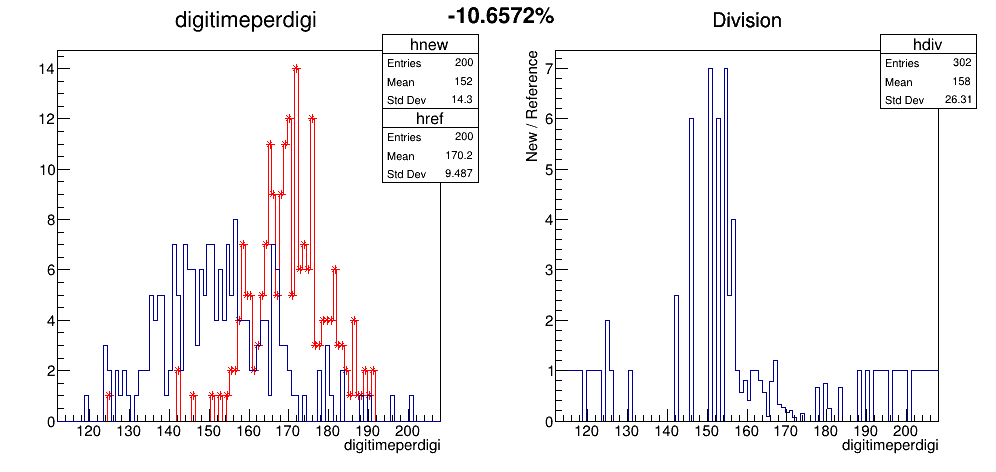 -10.6572%
digitimeperdigi
hnew
Entries 200
Mean 152
Std Dev 14.3
href
Entries 200
Mean 170.2
Std Dev 9.487
14
12
10
8
6
4
2
0
120 130 140 150 160 170 180 190 200
digitimeperdigi
Division
hdiv
Entries 302
Mean 158
Std Dev 26.31
New / Reference
7
6
5
4
3
2
1
0
120 130 140 150 160 170 180 190 200
digitimeperdigi